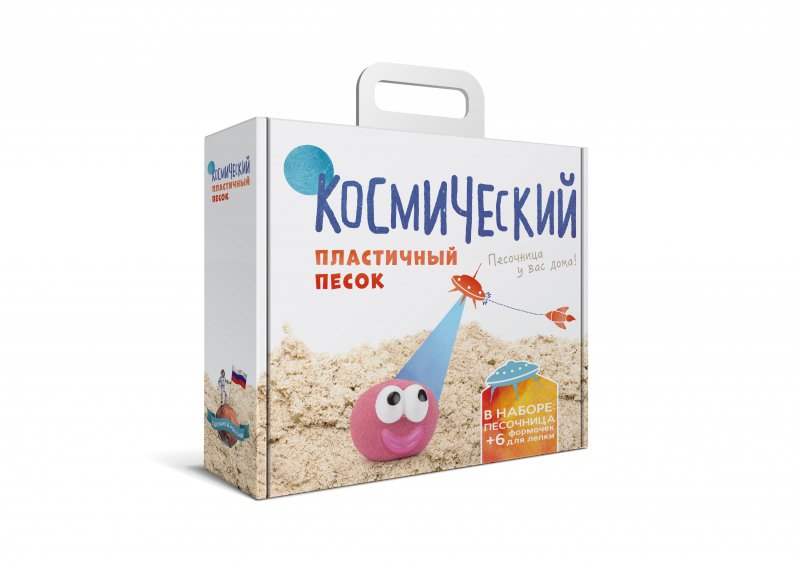 КОСМИЧЕСКИЙ
ПЛАСТИЧНЫЙ
ПЕСОК
КОСМИЧЕСКИЙ
ПЛАСТИЧНЫЙ
ПЕСОК
Песочница
у вас дома!
В НАБОРЕ:
ПЕСОЧНИЦА
+6 формочек
для лепки